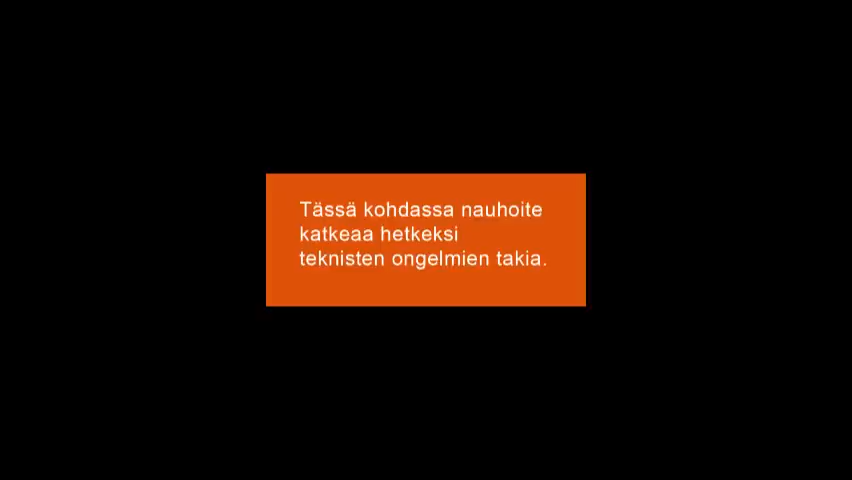 Tässä kohdassa nauhoite
katkeaa hetkeksi
teknisten ongelmien takia.